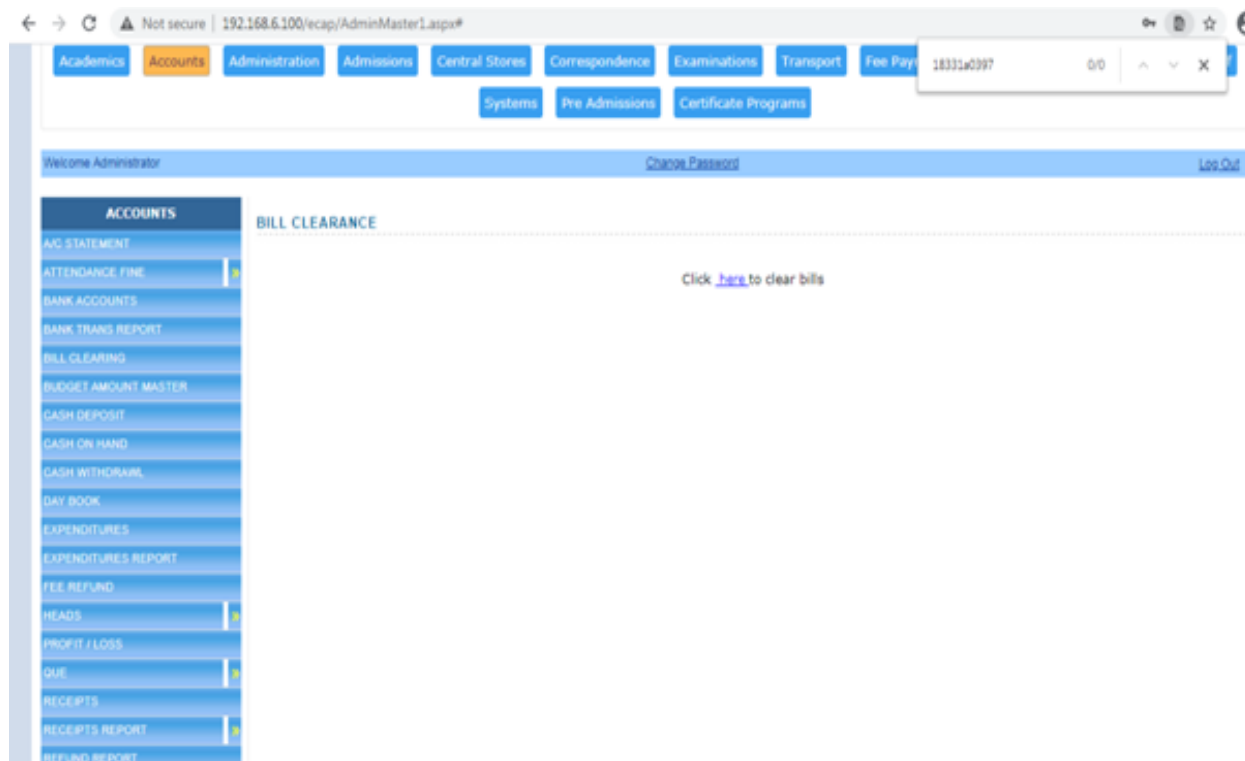 Not secure | 192.168.6.100/ecap/AdminMaster1.aspx#
Academics Accounts Administration Admissions Central Stores Correspondence Examinations Transport Fee Pay
18331a0397 0/0
Systems Pre Admissions Certificate Programs
Welcome Administrator Change Password Log Out
ACCOUNTS
BILL CLEARANCE
A/C STATEMENT
ATTENDANCE FINE »
Click here to clear bills
BANK ACCOUNTS
BANK TRANS REPORT
BILL CLEARING
BUDGET AMOUNT MASTER
CASH DEPOSIT
CASH ON HAND
CASH WITHDRAWL
DAY BOOK
EXPENDITURES
EXPENDITURES REPORT
FEE REFUND
HEADS »
PROFIT / LOSS
QUE »
RECEIPTS
RECEIPTS REPORT »
REFUND REPORT